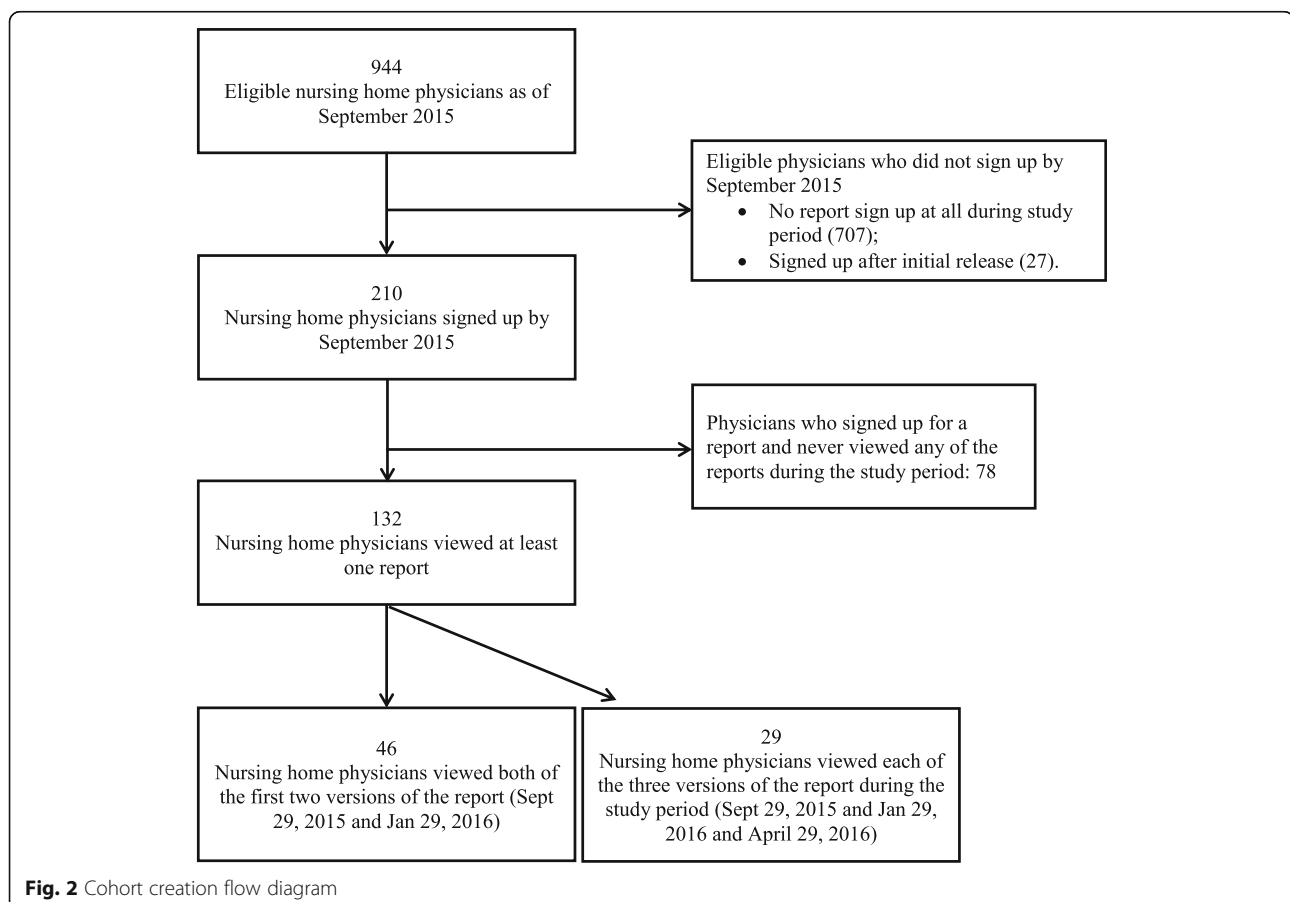 944
Eligible nursing home physicians as of
September 2015
Eligible physicians who did not sign up by
September 2015
• No report sign up at all during study
period (707);
• Signed up after initial release (27).
210
Nursing home physicians signed up by
September 2015
Physicians who signed up for a
report and never viewed any of the
reports during the study period: 78
132
Nursing home physicians viewed at least
one report
46
Nursing home physicians viewed both of
the first two versions of the report (Sept
29, 2015 and Jan 29, 2016)
29
Nursing home physicians viewed each of
the three versions of the report during the
study period (Sept 29, 2015 and Jan 29,
2016 and April 29, 2016)
Fig. 2 Cohort creation flow diagram